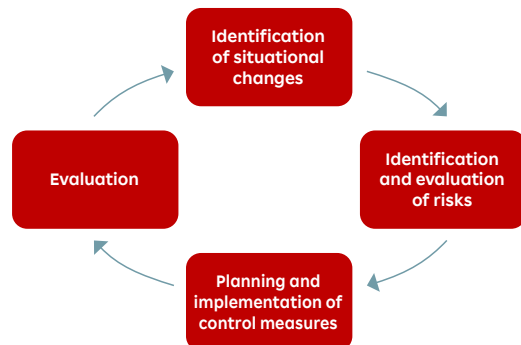 Identification
of situational
changes
Identification
and evaluation
of risks
Planning and
implementation of
control measures
Evaluation